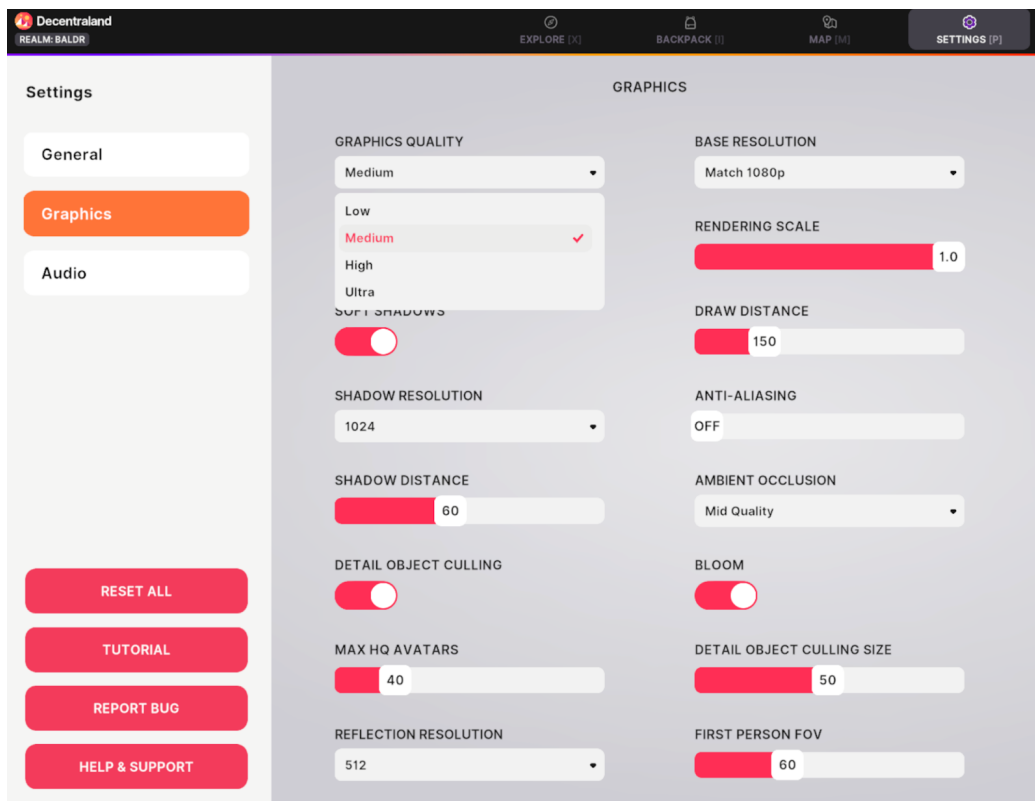 Decentraland
REALM: BALDR
EXPLORE [X]
BACKPACK [I]
MAP [M]
SETTINGS [P]
Settings
General
Graphics
Audio
RESET ALL
TUTORIAL
REPORT BUG
HELP & SUPPORT
GRAPHICS
GRAPHICS QUALITY
Medium
Low
Medium
High
Ultra
SOFT SHADOWS
SHADOW RESOLUTION
1024
SHADOW DISTANCE
60
DETAIL OBJECT CULLING
MAX HQ AVATARS
40
REFLECTION RESOLUTION
512
BASE RESOLUTION
Match 1080p
RENDERING SCALE
1.0
DRAW DISTANCE
150
ANTI-ALIASING
OFF
AMBIENT OCCLUSION
Mid Quality
BLOOM
DETAIL OBJECT CULLING SIZE
50
FIRST PERSON FOV
60